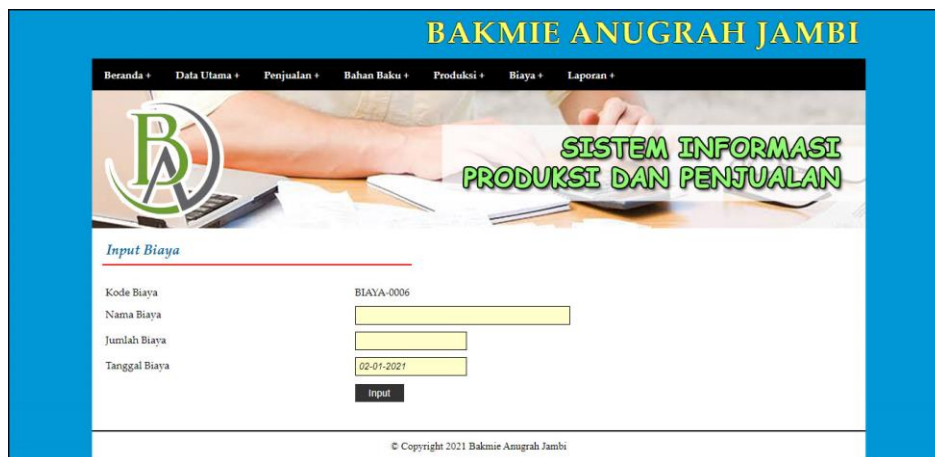 BAKMIE ANUGRAH JAMBI
Beranda + Data Utama + Penjualan + Bahan Baku + Produksi + Biaya + Laporan +
BA
SISTEM INFORMASI
PRODUKSI DAN PENJUALAN
Input Biaya
Kode Biaya BIAYA-0006
Nama Biaya
Jumlah Biaya
Tanggal Biaya 02-01-2021
Input
© Copyright 2021 Bakmie Anugrah Jambi